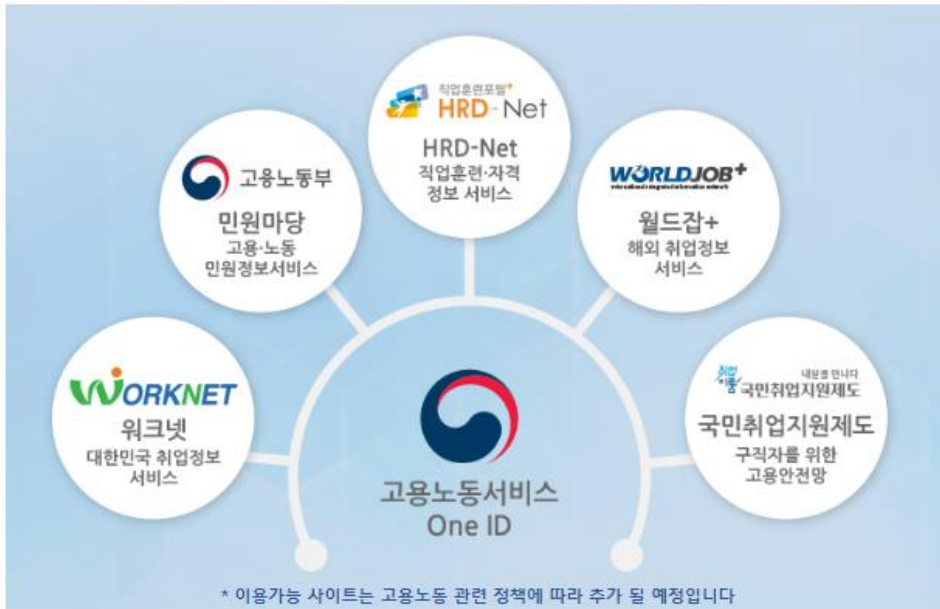 직업훈련포털+
HRD-Net
HRD-Net
직업훈련·자격
정보 서비스
고용노동부
민원마당
고용·노동
민원정보서비스
WORLDJOB+
월드잡+
해외 취업정보
서비스
WORKNET
워크넷
대한민국 취업정보
서비스
취업
이룸
내일을 만나다
국민취업지원제도
국민취업지원제도
구직자를 위한
고용안전망
고용노동서비스
One ID
* 이용가능 사이트는 고용노동 관련 정책에 따라 추가 될 예정입니다